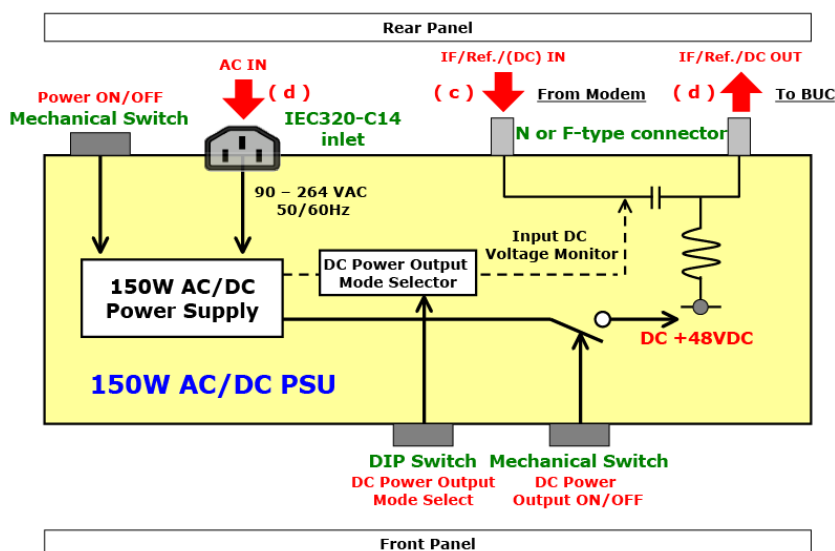 Rear Panel
AC IN
IF/Ref./(DC) IN
IF/Ref./DC OUT
Power ON/OFF
Mechanical Switch
( d )
IEC320-C14
inlet
( c )
From Modem
( d )
To BUC
N or F-type connector
90 – 264 VAC
50/60Hz
Input DC
Voltage Monitor
DC Power Output
Mode Selector
150W AC/DC
Power Supply
DC +48VDC
150W AC/DC PSU
DIP Switch
DC Power Output
Mode Select
Mechanical Switch
DC Power
Output ON/OFF
Front Panel